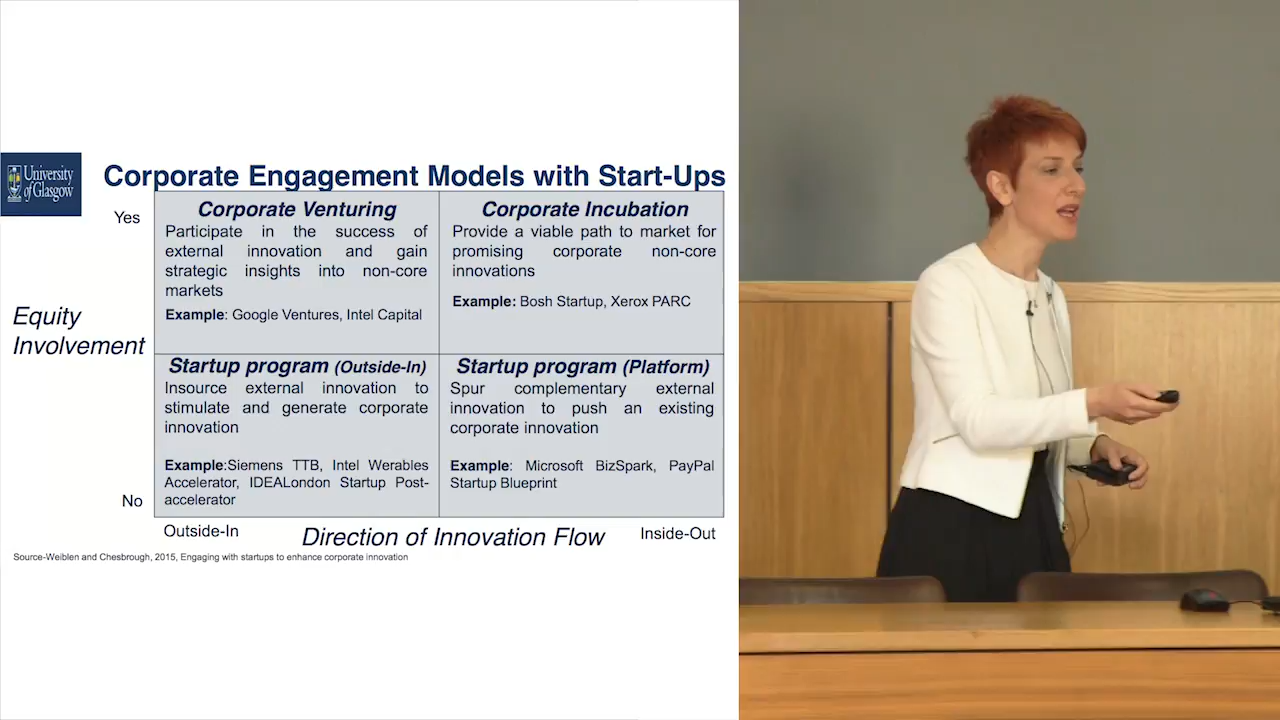 University
of Glasgow
Corporate Engagement Models with Start-Ups
Yes
Corporate Venturing
Participate in the success of
external innovation and gain
strategic insights into non-core
markets
Example: Google Ventures, Intel Capital
Corporate Incubation
Provide a viable path to market for
promising corporate non-core
innovations
Example: Bosh Startup, Xerox PARC
Equity
Involvement
Startup program (Outside-In)
Insource external innovation to
stimulate and generate corporate
innovation
Example:Siemens TTB, Intel Werables
Accelerator, IDEALondon Startup Post-
accelerator
Startup program (Platform)
Spur complementary external
innovation to push an existing
corporate innovation
Example: Microsoft BizSpark, PayPal
Startup Blueprint
No
Outside-In
Direction of Innovation Flow
Inside-Out
Source-Weiblen and Chesbrough, 2015, Engaging with startups to enhance corporate innovation